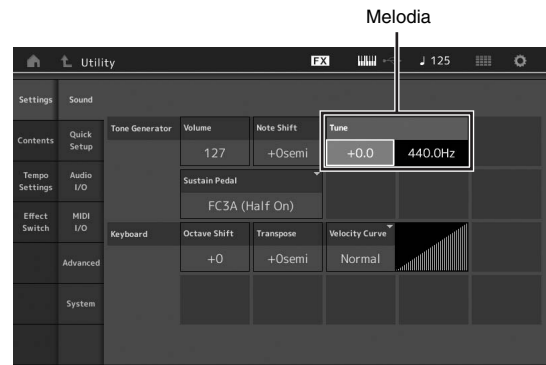 Melodia
Utility
FX
♩ 125
Settings
Sound
Contents
Quick
Setup
Tempo
Settings
Audio
I/O
Effect
Switch
MIDI
I/O
Advanced
System
Tone Generator
Volume
127
Note Shift
+0semi
Tune
+0.0
440.0Hz
Sustain Pedal
FC3A (Half On)
Keyboard
Octave Shift
+0
Transpose
+0semi
Velocity Curve
Normal